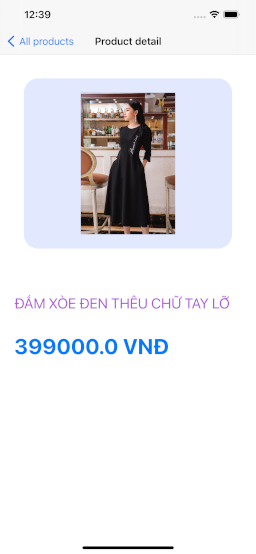 12:39
All products
Product detail
ĐẦM XÒE ĐEN THÊU CHỮ TAY LỠ
399000.0 VNĐ